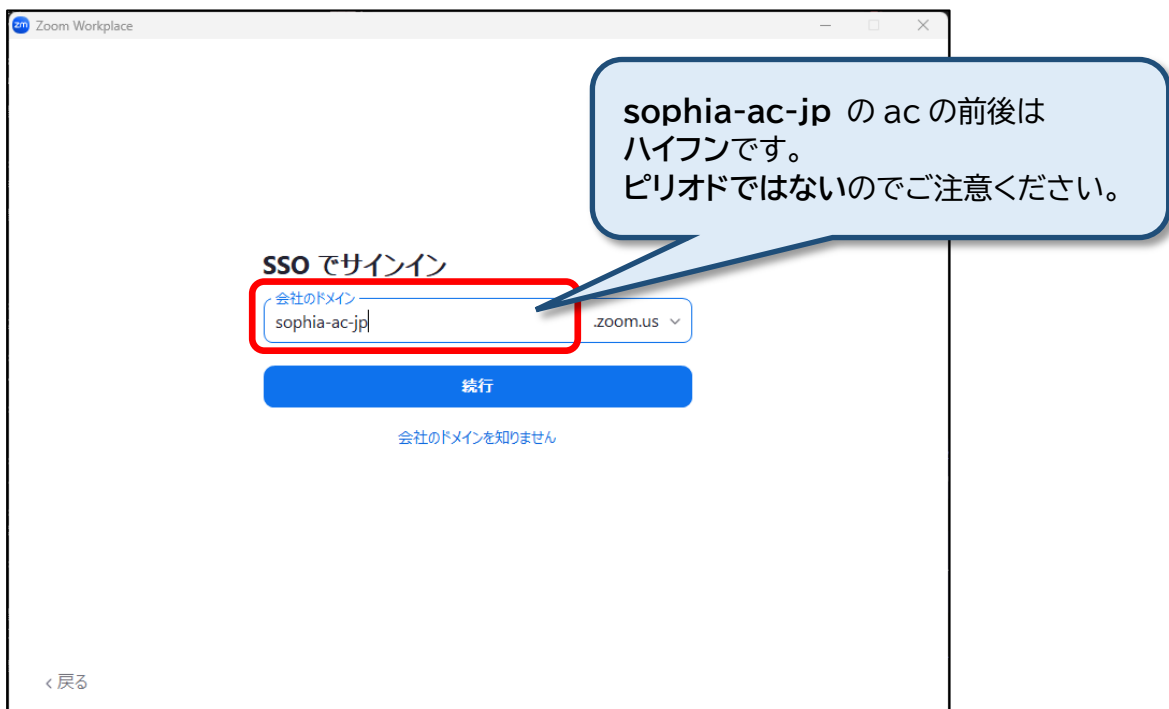 zm Zoom Workplace
sophia-ac-jp の ac の前後は
ハイフンです。
ピリオドではないのでご注意ください。
SSO でサインイン
会社のドメイン
sophia-ac-jp
.zoom.us
続行
会社のドメインを知りません
戻る